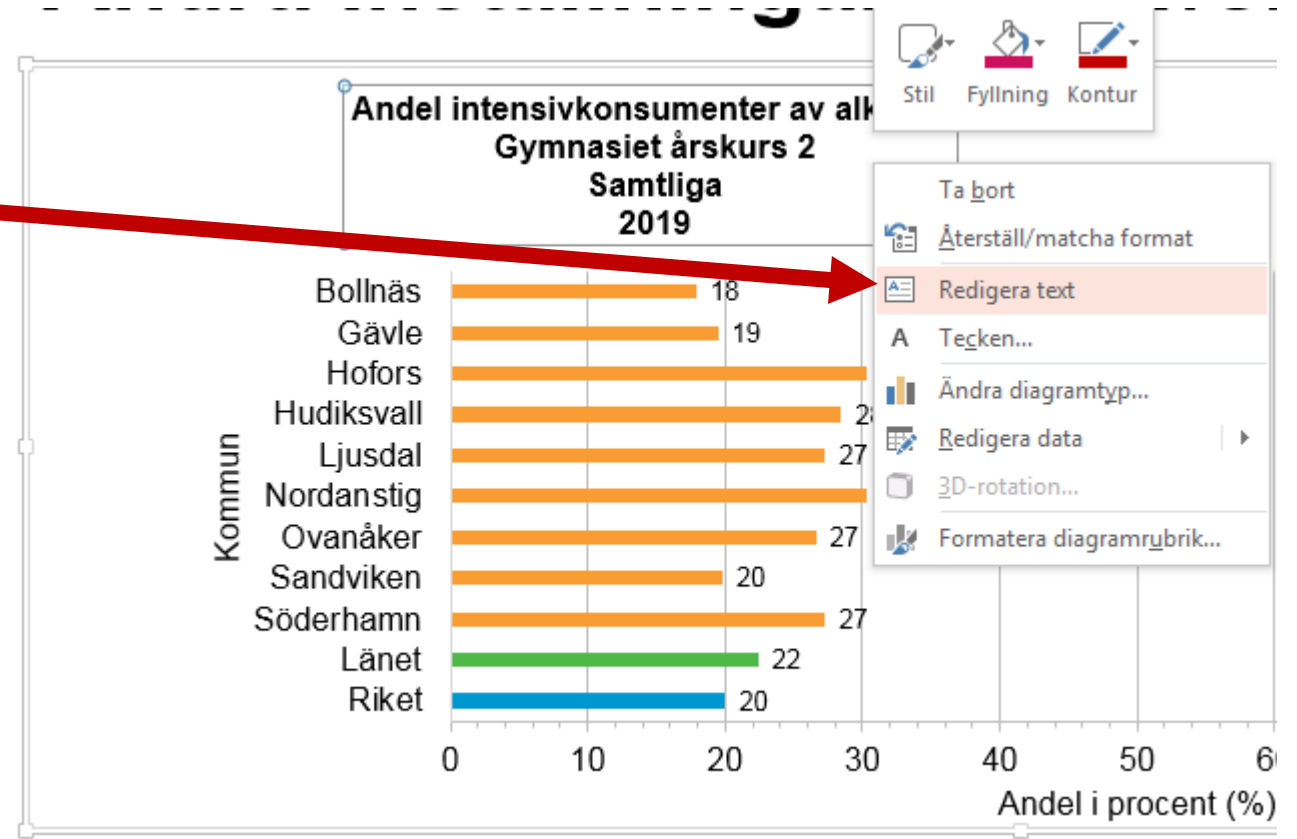 Stil Fyllning Kontur
Andel intensivkonsumenter av
Gymnasiet årskurs 2
Samtliga
2019
Ta bort
Återställ/matcha format
Redigera text
Tecken...
Ändra diagramtyp...
Redigera data
3D-rotation...
Formatera diagramrubrik...
Kommun
Bollnäs 18
Gävle 19
Hofors
Hudiksvall
Ljusdal 27
Nordanstig
Ovanåker 27
Sandviken 20
Söderhamn 27
Länet 22
Riket 20
0 10 20 30 40 50
Andel i procent (%)